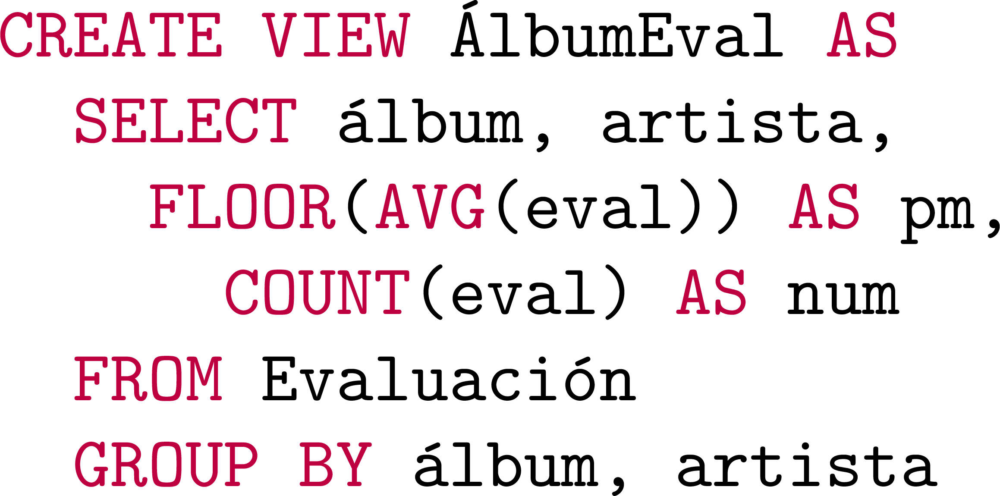 CREATE VIEW ÁlbumEval AS
SELECT álbum, artista,
FLOOR(AVG(eval)) AS pm,
COUNT(eval) AS num
FROM Evaluación
GROUP BY álbum, artista